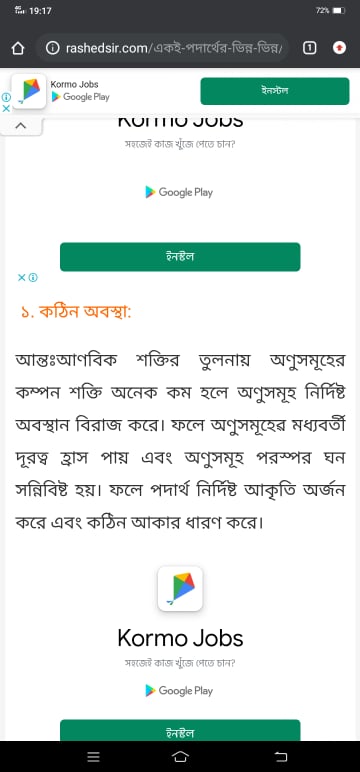 19:17
72%
rashedsir.com/একই-পদার্থের-ভিন্ন-ভিন্ন/
1
Kormo Jobs
Google Play
ইনস্টল
Kormo Jobs
সহজেই কাজ খুঁজে পেতে চান?
Google Play
ইনস্টল
১. কঠিন অবস্থা:
আন্তঃআণবিক শক্তির তুলনায় অণুসমূহের
কম্পন শক্তি অনেক কম হলে অণুসমূহ নির্দিষ্ট
অবস্থান বিরাজ করে। ফলে অণুসমূহের মধ্যবর্তী
দূরত্ব হ্রাস পায় এবং অণুসমূহ পরস্পর ঘন
সন্নিবিষ্ট হয়। ফলে পদার্থ নির্দিষ্ট আকৃতি অর্জন
করে এবং কঠিন আকার ধারণ করে।
Kormo Jobs
সহজেই কাজ খুঁজে পেতে চান?
Google Play
ইনস্টল